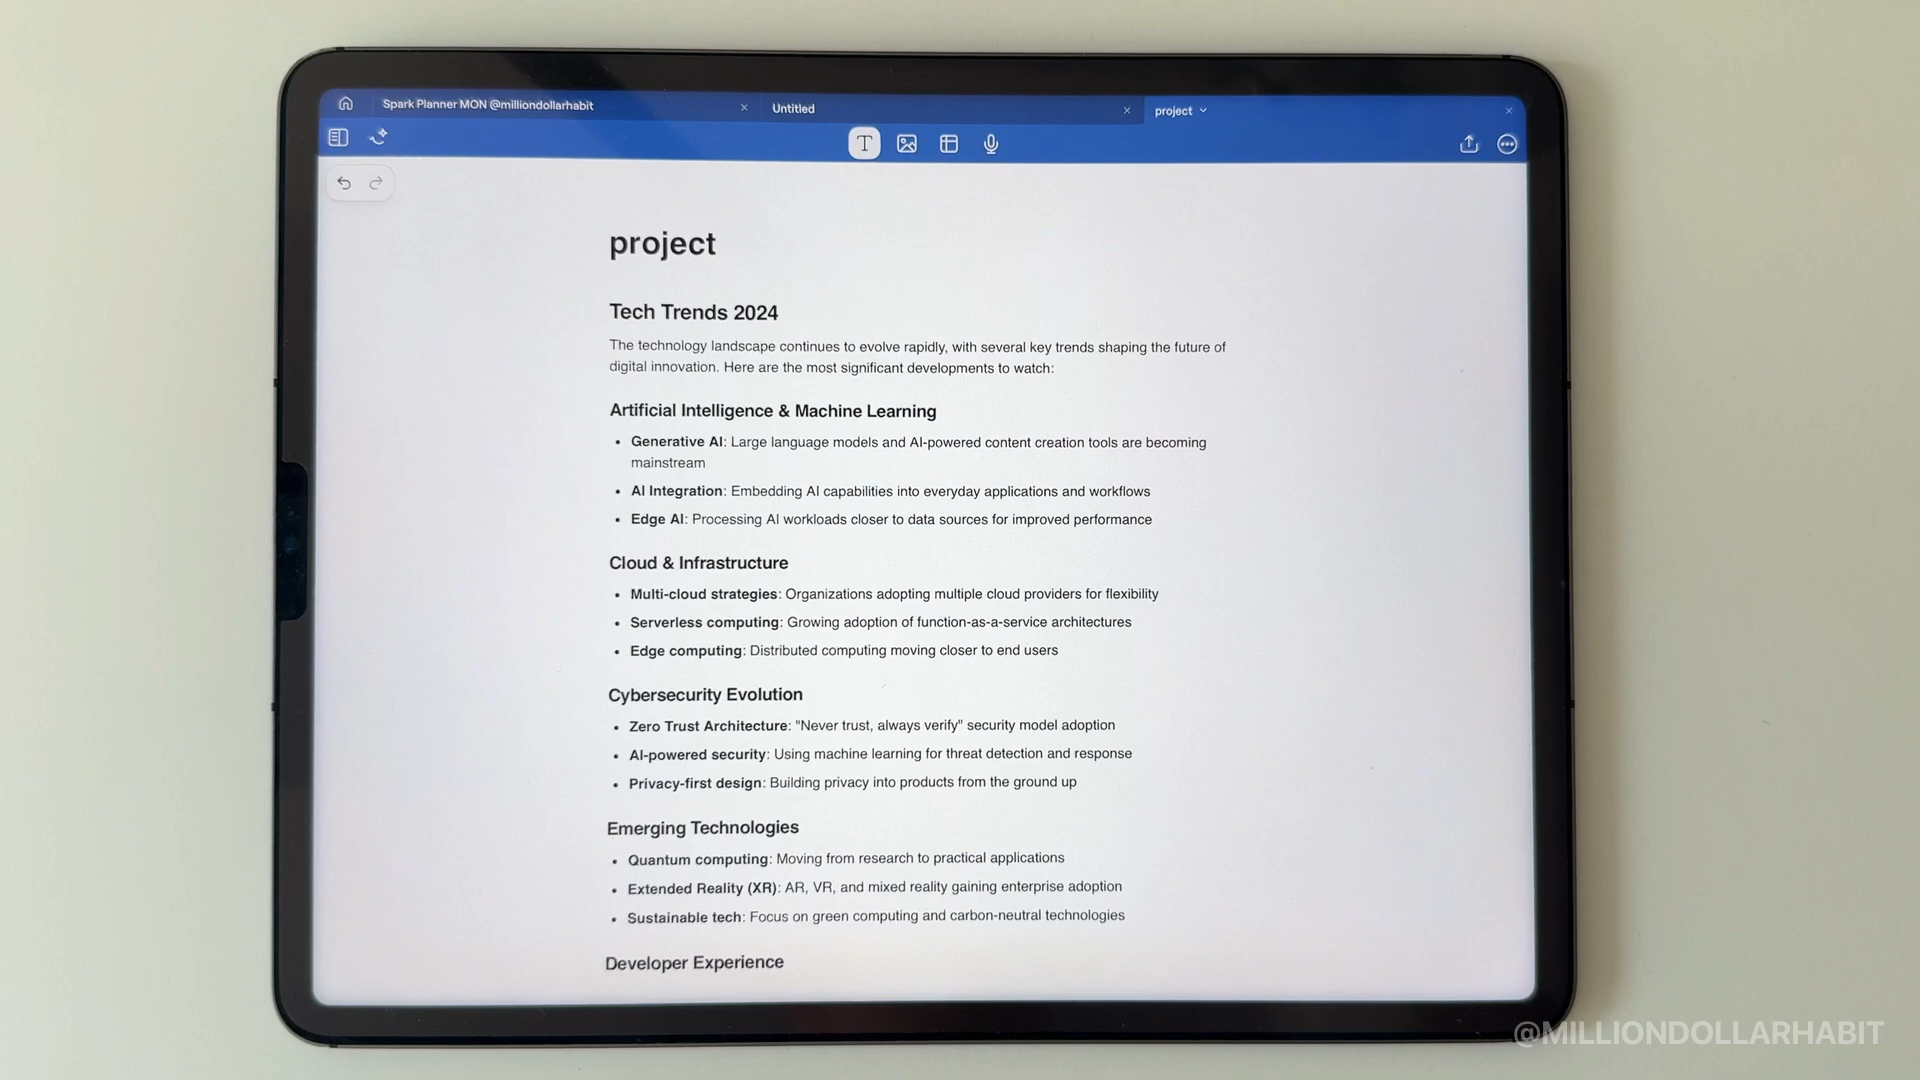 Spark Planner MON @milliondollarhabit
Untitled
project
T
project
Tech Trends 2024
The technology landscape continues to evolve rapidly, with several key trends shaping the future of
digital innovation. Here are the most significant developments to watch:
Artificial Intelligence & Machine Learning
• Generative AI: Large language models and AI-powered content creation tools are becoming
mainstream
• AI Integration: Embedding AI capabilities into everyday applications and workflows
• Edge AI: Processing AI workloads closer to data sources for improved performance
Cloud & Infrastructure
• Multi-cloud strategies: Organizations adopting multiple cloud providers for flexibility
• Serverless computing: Growing adoption of function-as-a-service architectures
• Edge computing: Distributed computing moving closer to end users
Cybersecurity Evolution
• Zero Trust Architecture: "Never trust, always verify" security model adoption
• AI-powered security: Using machine learning for threat detection and response
• Privacy-first design: Building privacy into products from the ground up
Emerging Technologies
• Quantum computing: Moving from research to practical applications
• Extended Reality (XR): AR, VR, and mixed reality gaining enterprise adoption
• Sustainable tech: Focus on green computing and carbon-neutral technologies
Developer Experience
@MILLIONDOLLARHABIT